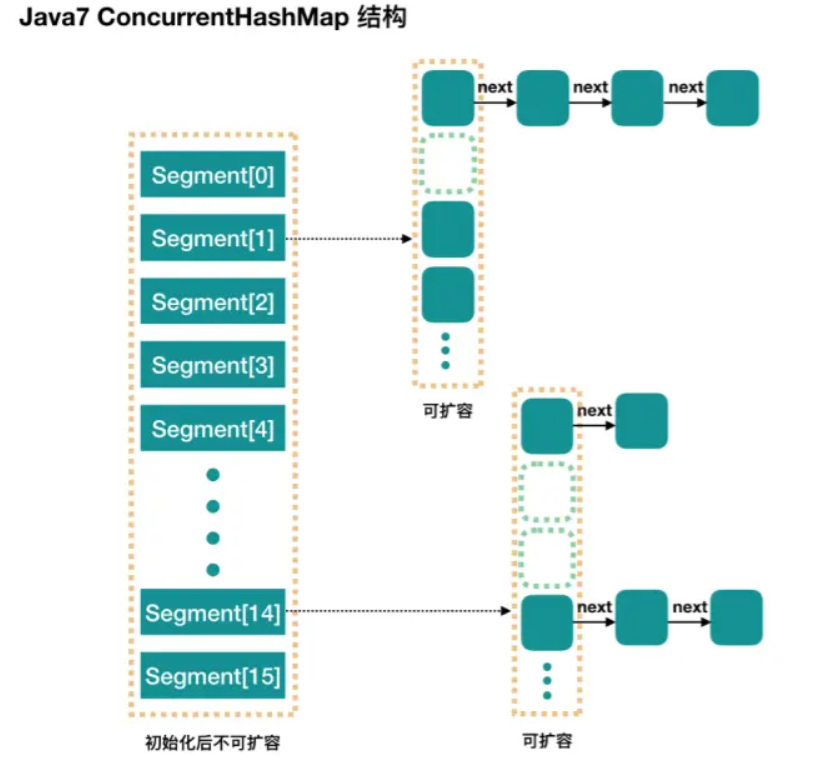 Java7 ConcurrentHashMap 结构
Segment[0]
Segment[1]
Segment[2]
Segment[3]
Segment[4]
Segment[14]
Segment[15]
初始化后不可扩容
next
next
next
可扩容
next
next
next
可扩容